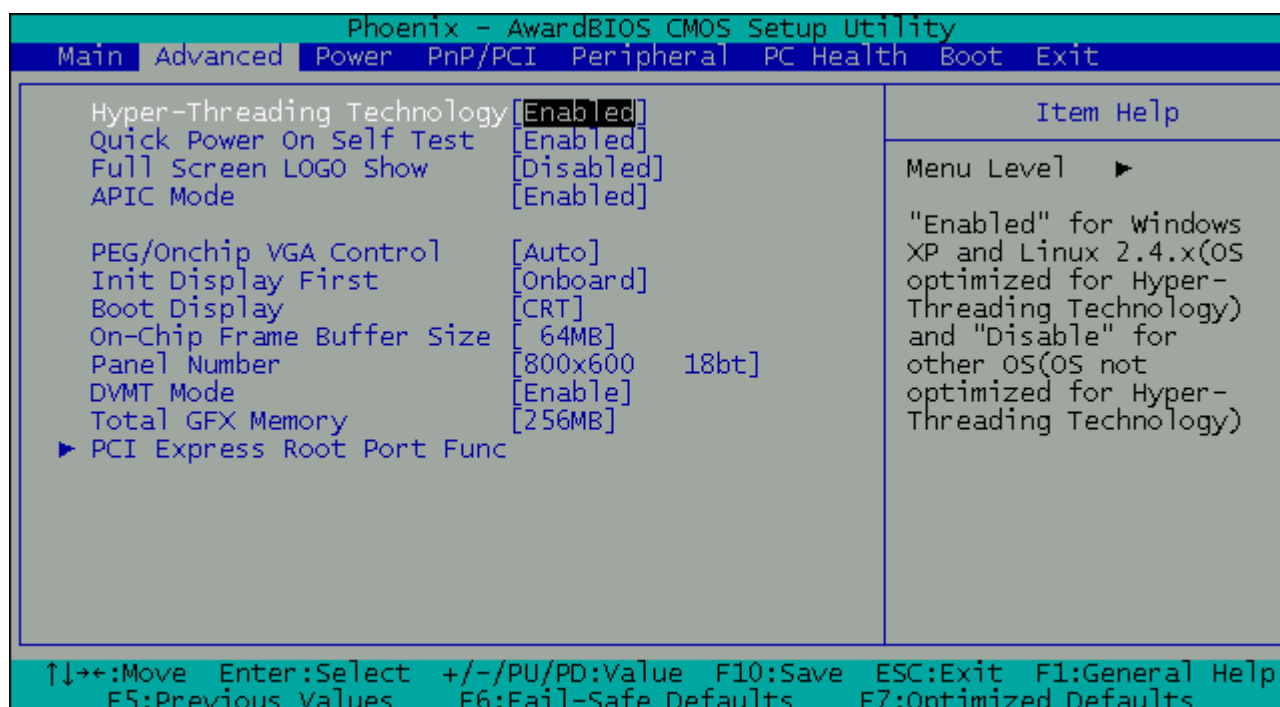 Phoenix - AwardBIOS CMOS Setup Utility
Main Advanced Power PnP/PCI Peripheral PC Health Boot Exit
Hyper-Threading Technology[Enabled]
Quick Power On Self Test [Enabled]
Full Screen LOGO Show [Disabled]
APIC Mode [Enabled]
PEG/Onchip VGA Control [Auto]
Init Display First [Onboard]
Boot Display [CRT]
On-Chip Frame Buffer Size [ 64MB]
Panel Number [800x600 18bt]
DVMT Mode [Enable]
Total GFX Memory [256MB]
► PCI Express Root Port Func
Item Help
Menu Level ►
"Enabled" for Windows
XP and Linux 2.4.x(OS
optimized for Hyper-
Threading Technology)
and "Disable" for
other OS(OS not
optimized for Hyper-
Threading Technology)
↑↓→←:Move Enter:Select +/-/PU/PD:Value F10:Save ESC:Exit F1:General Help
F5:Previous Values F6:Fail-Safe Defaults F7:Optimized Defaults